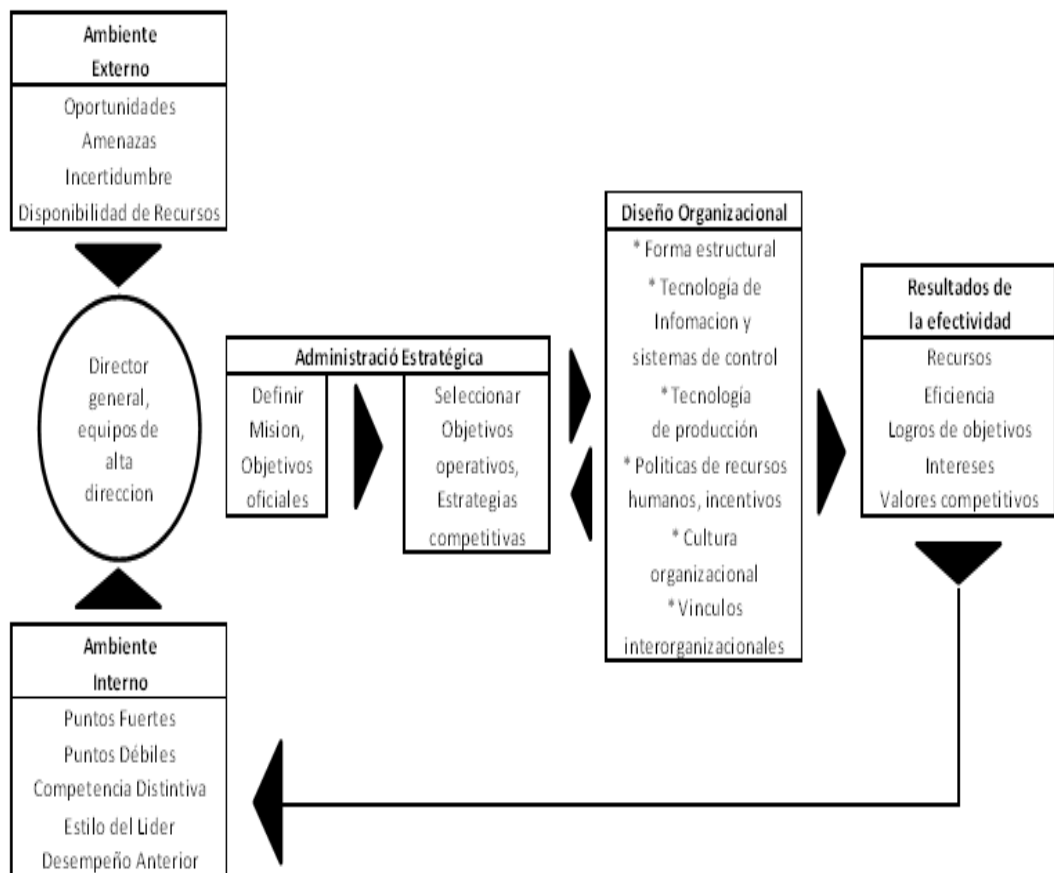 Ambiente
Externo
Oportunidades
Amenazas
Incertidumbre
Disponibilidad de Recursos
Director
general,
equipos de
alta
direccion
Ambiente
Interno
Puntos Fuertes
Puntos Débiles
Competencia Distintiva
Estilo del Lider
Desempeño Anterior
Administració Estratégica
Definir
Mision,
Objetivos
oficiales
Seleccionar
Objetivos
operativos,
Estrategias
competitivas
Diseño Organizacional
* Forma estructural
* Tecnología de
Infomacion y
sistemas de control
* Tecnología
de producción
* Politicas de recursos
humanos, incentivos
* Cultura
organizacional
* Vinculos
interorganizacionales
Resultados de
la efectividad
Recursos
Eficiencia
Logros de objetivos
Intereses
Valores competitivos